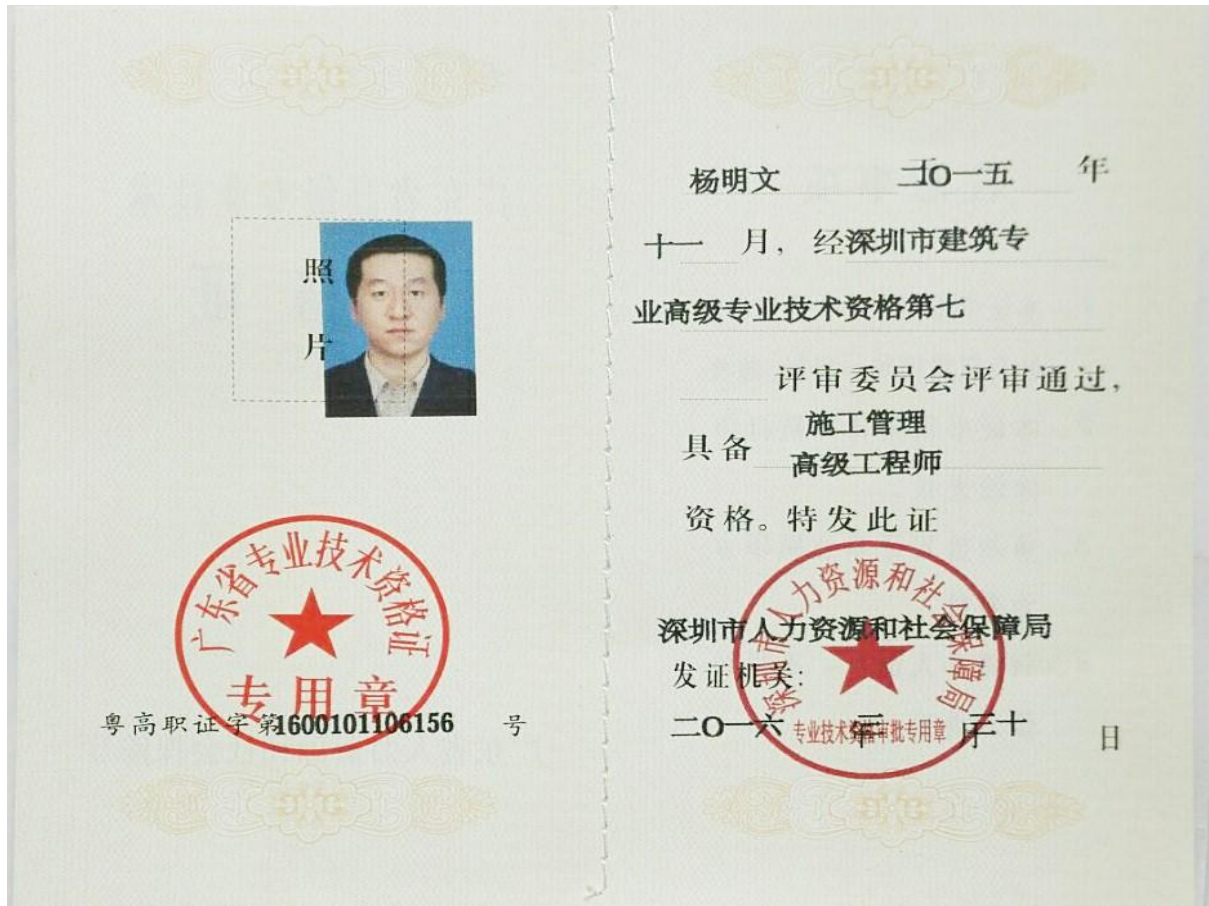 照
片
广东省专业技术资格证
专用章
粤高职证字第1600101106156 号
杨明文 二〇一五 年
十一 月，经深圳市建筑专
业高级专业技术资格第七
评审委员会评审通过，
施工管理
具备
高级工程师
资格。特发此证
深圳市人力资源和社会保障局
深圳市人力资源和社会保障局
发证机关：
二〇一六 年 三 月 三十 日
专业技术资格审批专用章